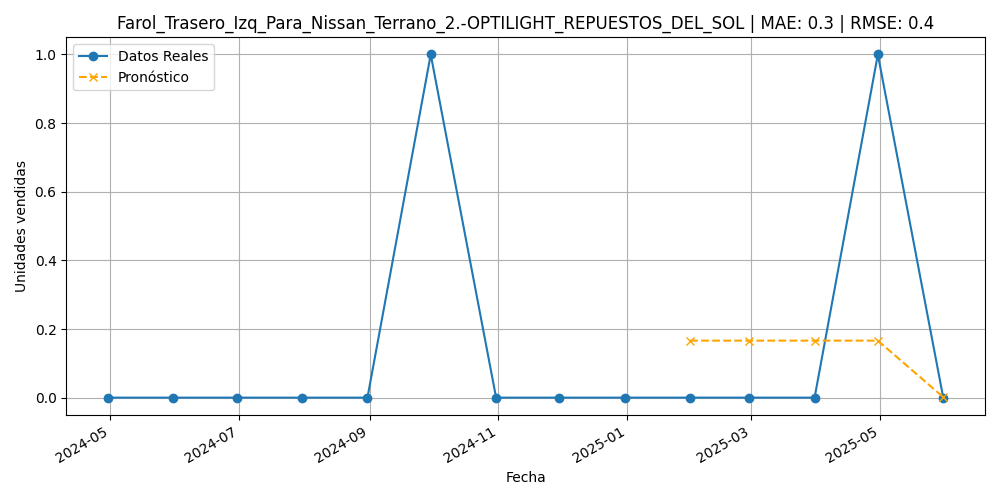 Farol_Trasero_Izq_Para_Nissan_Terrano_2.-OPTILIGHT_REPUESTOS_DEL_SOL | MAE: 0.3 | RMSE: 0.4
Datos Reales
Pronóstico
Unidades vendidas
1.0
0.8
0.6
0.4
0.2
0.0
2024-05
2024-07
2024-09
2024-11
2025-01
2025-03
2025-05
Fecha